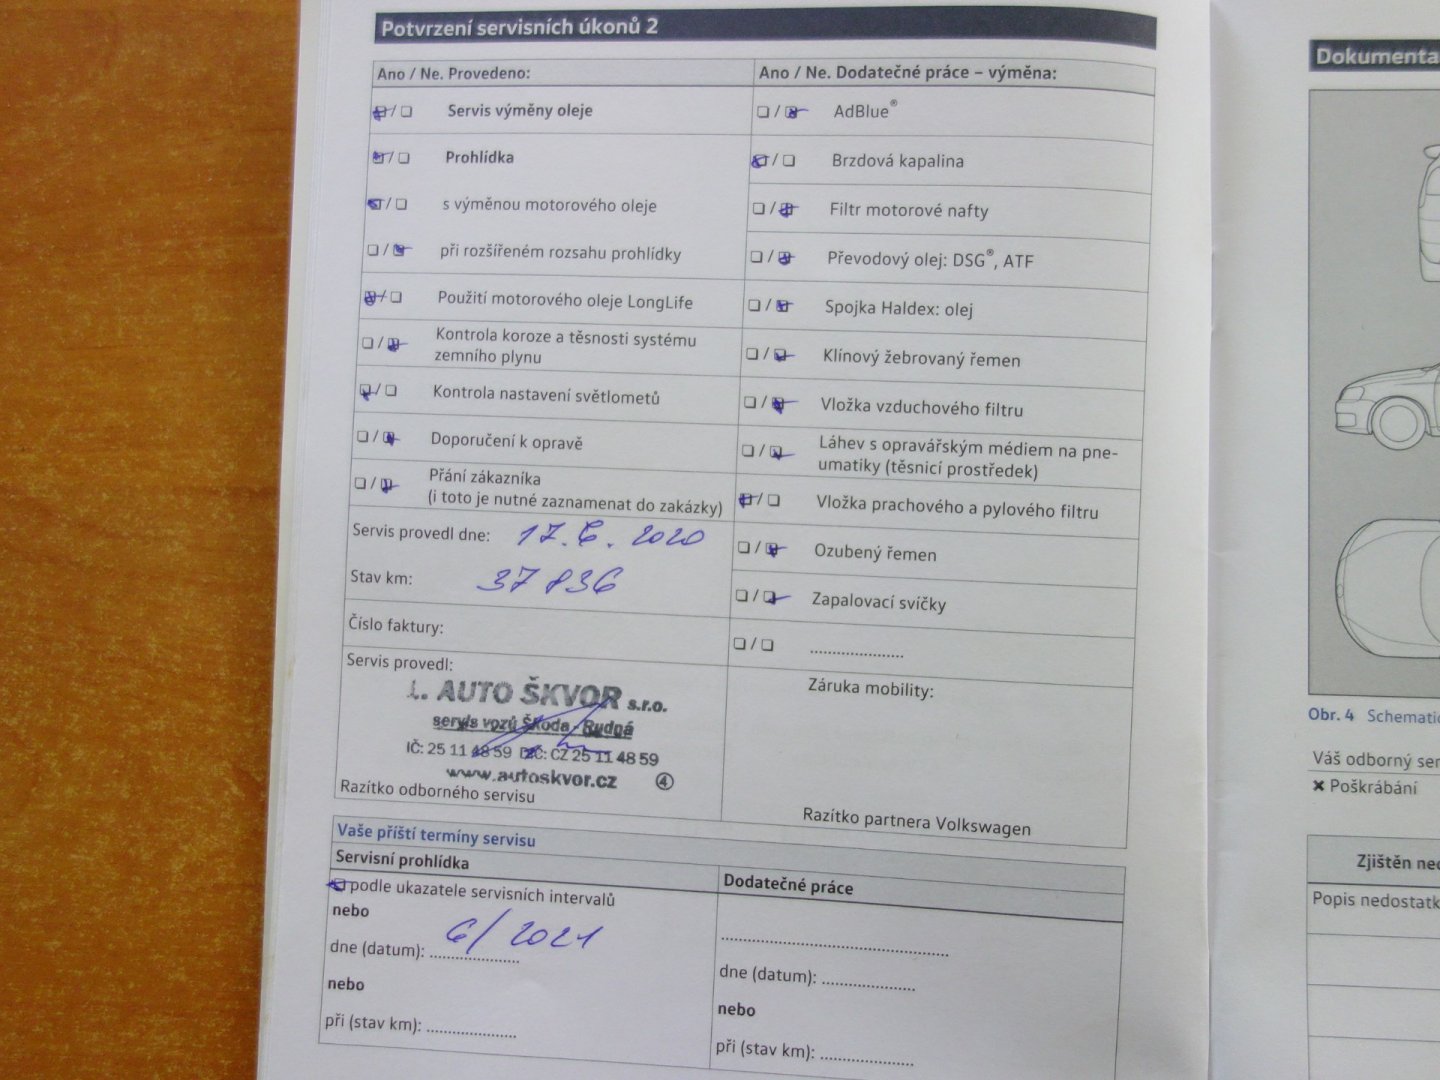 Potvrzení servisních úkonů 2
Ano / Ne. Provedeno:
Servis výměny oleje
Prohlídka
s výměnou motorového oleje
při rozšířeném rozsahu prohlídky
Použití motorového oleje LongLife
Kontrola koroze a těsnosti systému
zemního plynu
Kontrola nastavení světlometů
Doporučení k opravě
Přání zákazníka
(i toto je nutné zaznamenat do zakázky)
Servis provedl dne: 17.6.2020
Stav km: 37836
Číslo faktury:
Servis provedl:
AUTO ŠKVOR s.r.o.
servis vozů Škoda - Rudná
IČ: 25 11 48 59 DIČ: CZ 25 11 48 59
www.autoskvor.cz 4
Razítko odborného servisu
Ano / Ne. Dodatečné práce – výměna:
AdBlue®
Brzdová kapalina
Filtr motorové nafty
Převodový olej: DSG®, ATF
Spojka Haldex: olej
Klínový žebrovaný řemen
Vložka vzduchového filtru
Láhev s opravářským médiem na pne-
umatiky (těsnicí prostředek)
Vložka prachového a pylového filtru
Ozubený řemen
Zapalovací svíčky
....................
Záruka mobility:
Razítko partnera Volkswagen
Vaše příští termíny servisu
Servisní prohlídka
podle ukazatele servisních intervalů
nebo
dne (datum): 6/2021
nebo
při (stav km): ....................
Dodatečné práce
....................
dne (datum): ....................
nebo
při (stav km): ....................
Obr. 4
Váš odborný
✖ Poškrábání
Popis